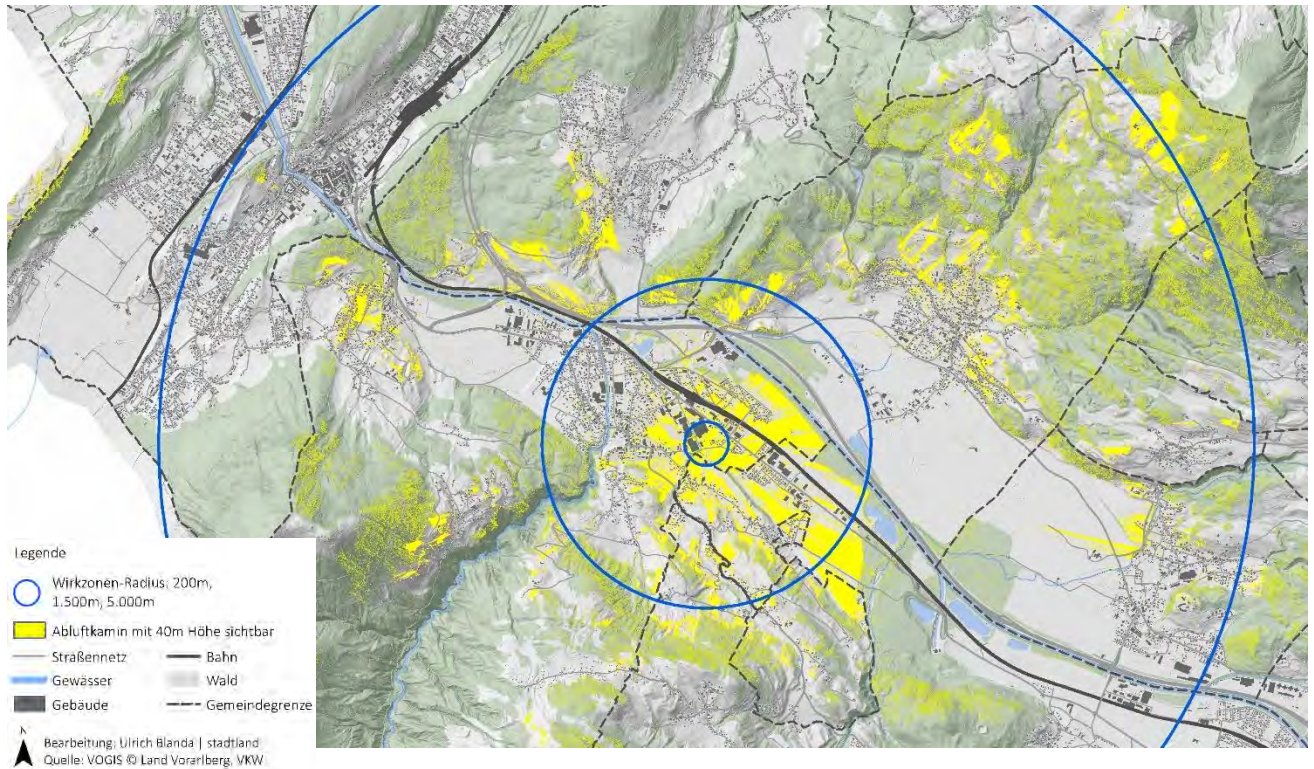 Legende
Wirkzonen-Radius; 200m,
1.500m, 5.000m
Abluftkamin mit 40m Höhe sichtbar
Straßennetz
Bahn
Gewässer
Wald
Gebäude
Gemeindegrenze
N
Bearbeitung: Ulrich Blanda | stadtland
Quelle: VOGIS © Land Vorarlberg, VKW